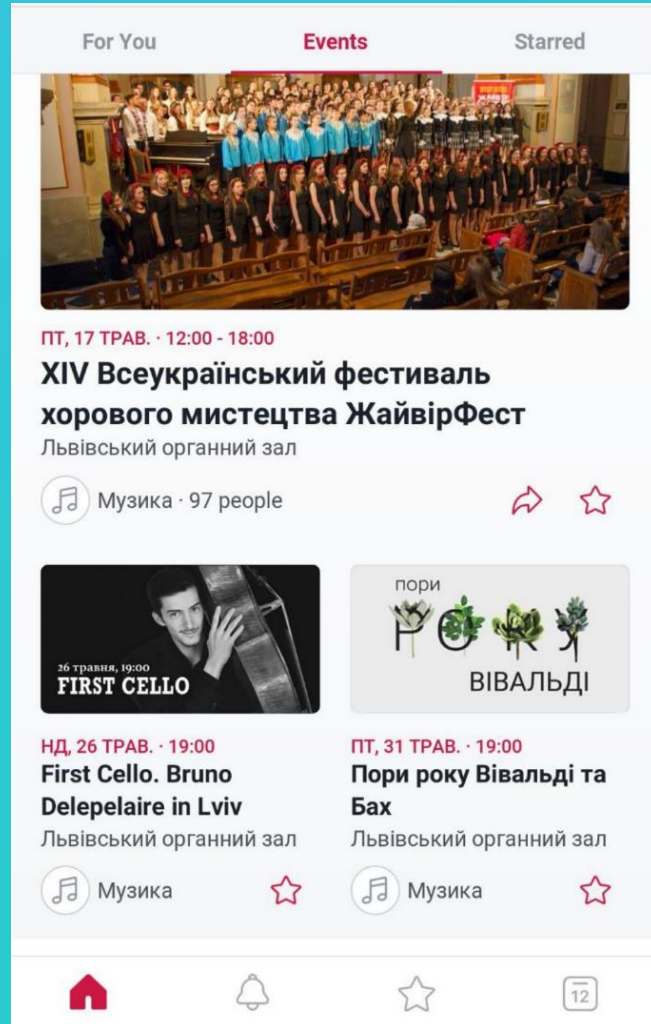 For You
Events
Starred
ПТ, 17 ТРАВ. · 12:00 - 18:00
XIV Всеукраїнський фестиваль
хорового мистецтва ЖайвірФест
Львівський органний зал
Музика · 97 people
26 травня, 19:00
FIRST CELLO
НД, 26 ТРАВ. · 19:00
First Cello. Bruno
Delepelaire in Lviv
Львівський органний зал
Музика
пори
РОКУ
ВІВАЛЬДІ
ПТ, 31 ТРАВ. · 19:00
Пори року Вівальді та
Бах
Львівський органний зал
Музика
12